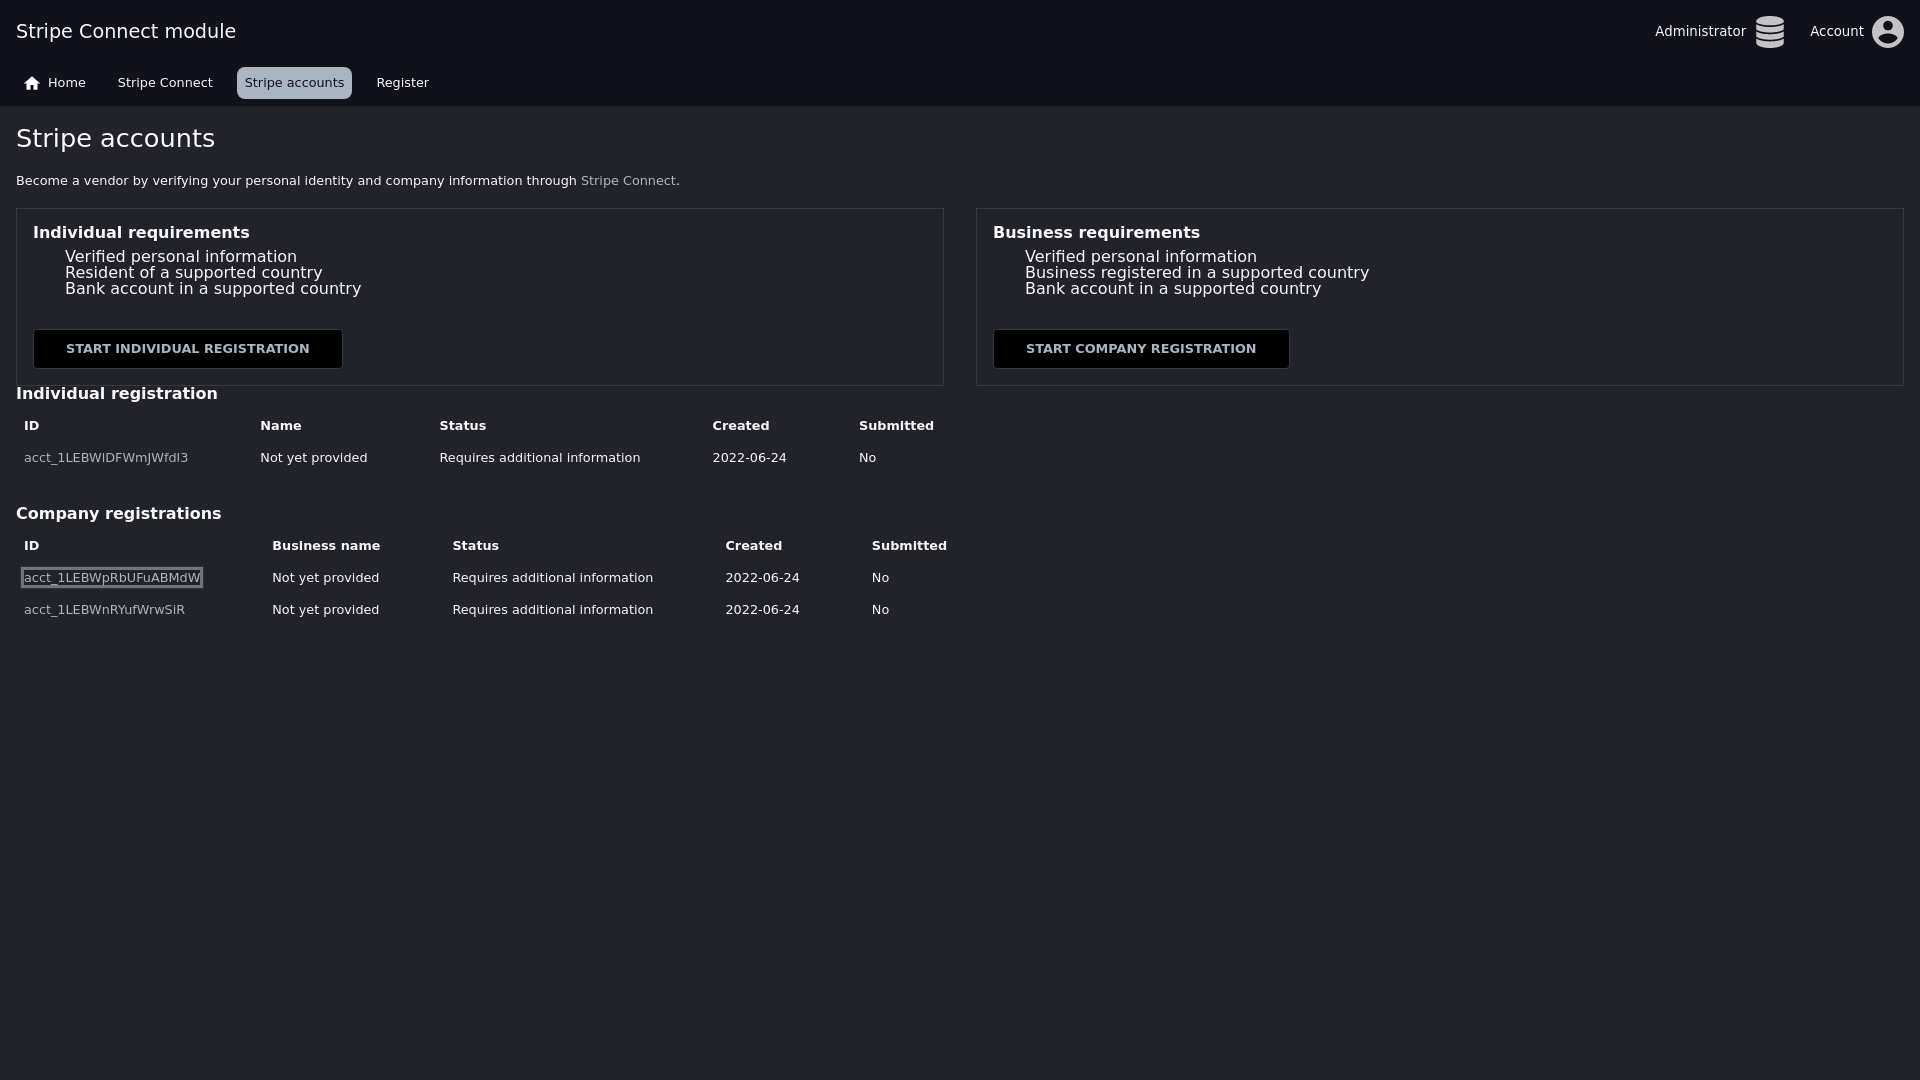 Stripe Connect module
Administrator
Account
Home
Stripe Connect
Stripe accounts
Register
Stripe accounts
Become a vendor by verifying your personal identity and company information through Stripe Connect.
Individual requirements
Verified personal information
Resident of a supported country
Bank account in a supported country
START INDIVIDUAL REGISTRATION
Business requirements
Verified personal information
Business registered in a supported country
Bank account in a supported country
START COMPANY REGISTRATION
Individual registration
ID Name Status Created Submitted
acct_1LEBWIDFWmJWfdl3 Not yet provided Requires additional information 2022-06-24 No
Company registrations
ID Business name Status Created Submitted
acct_1LEBWpRbUFuABMdW Not yet provided Requires additional information 2022-06-24 No
acct_1LEBWnRYufWrwSiR Not yet provided Requires additional information 2022-06-24 No